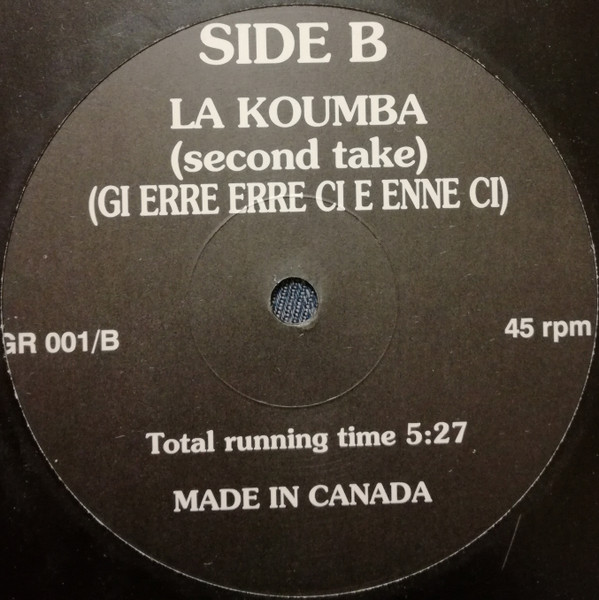 SIDE B
LA KOUMBA
(second take)
(GI ERRE ERRE CI E ENNE CI)
GR 001/B
45 rpm
Total running time 5:27
MADE IN CANADA